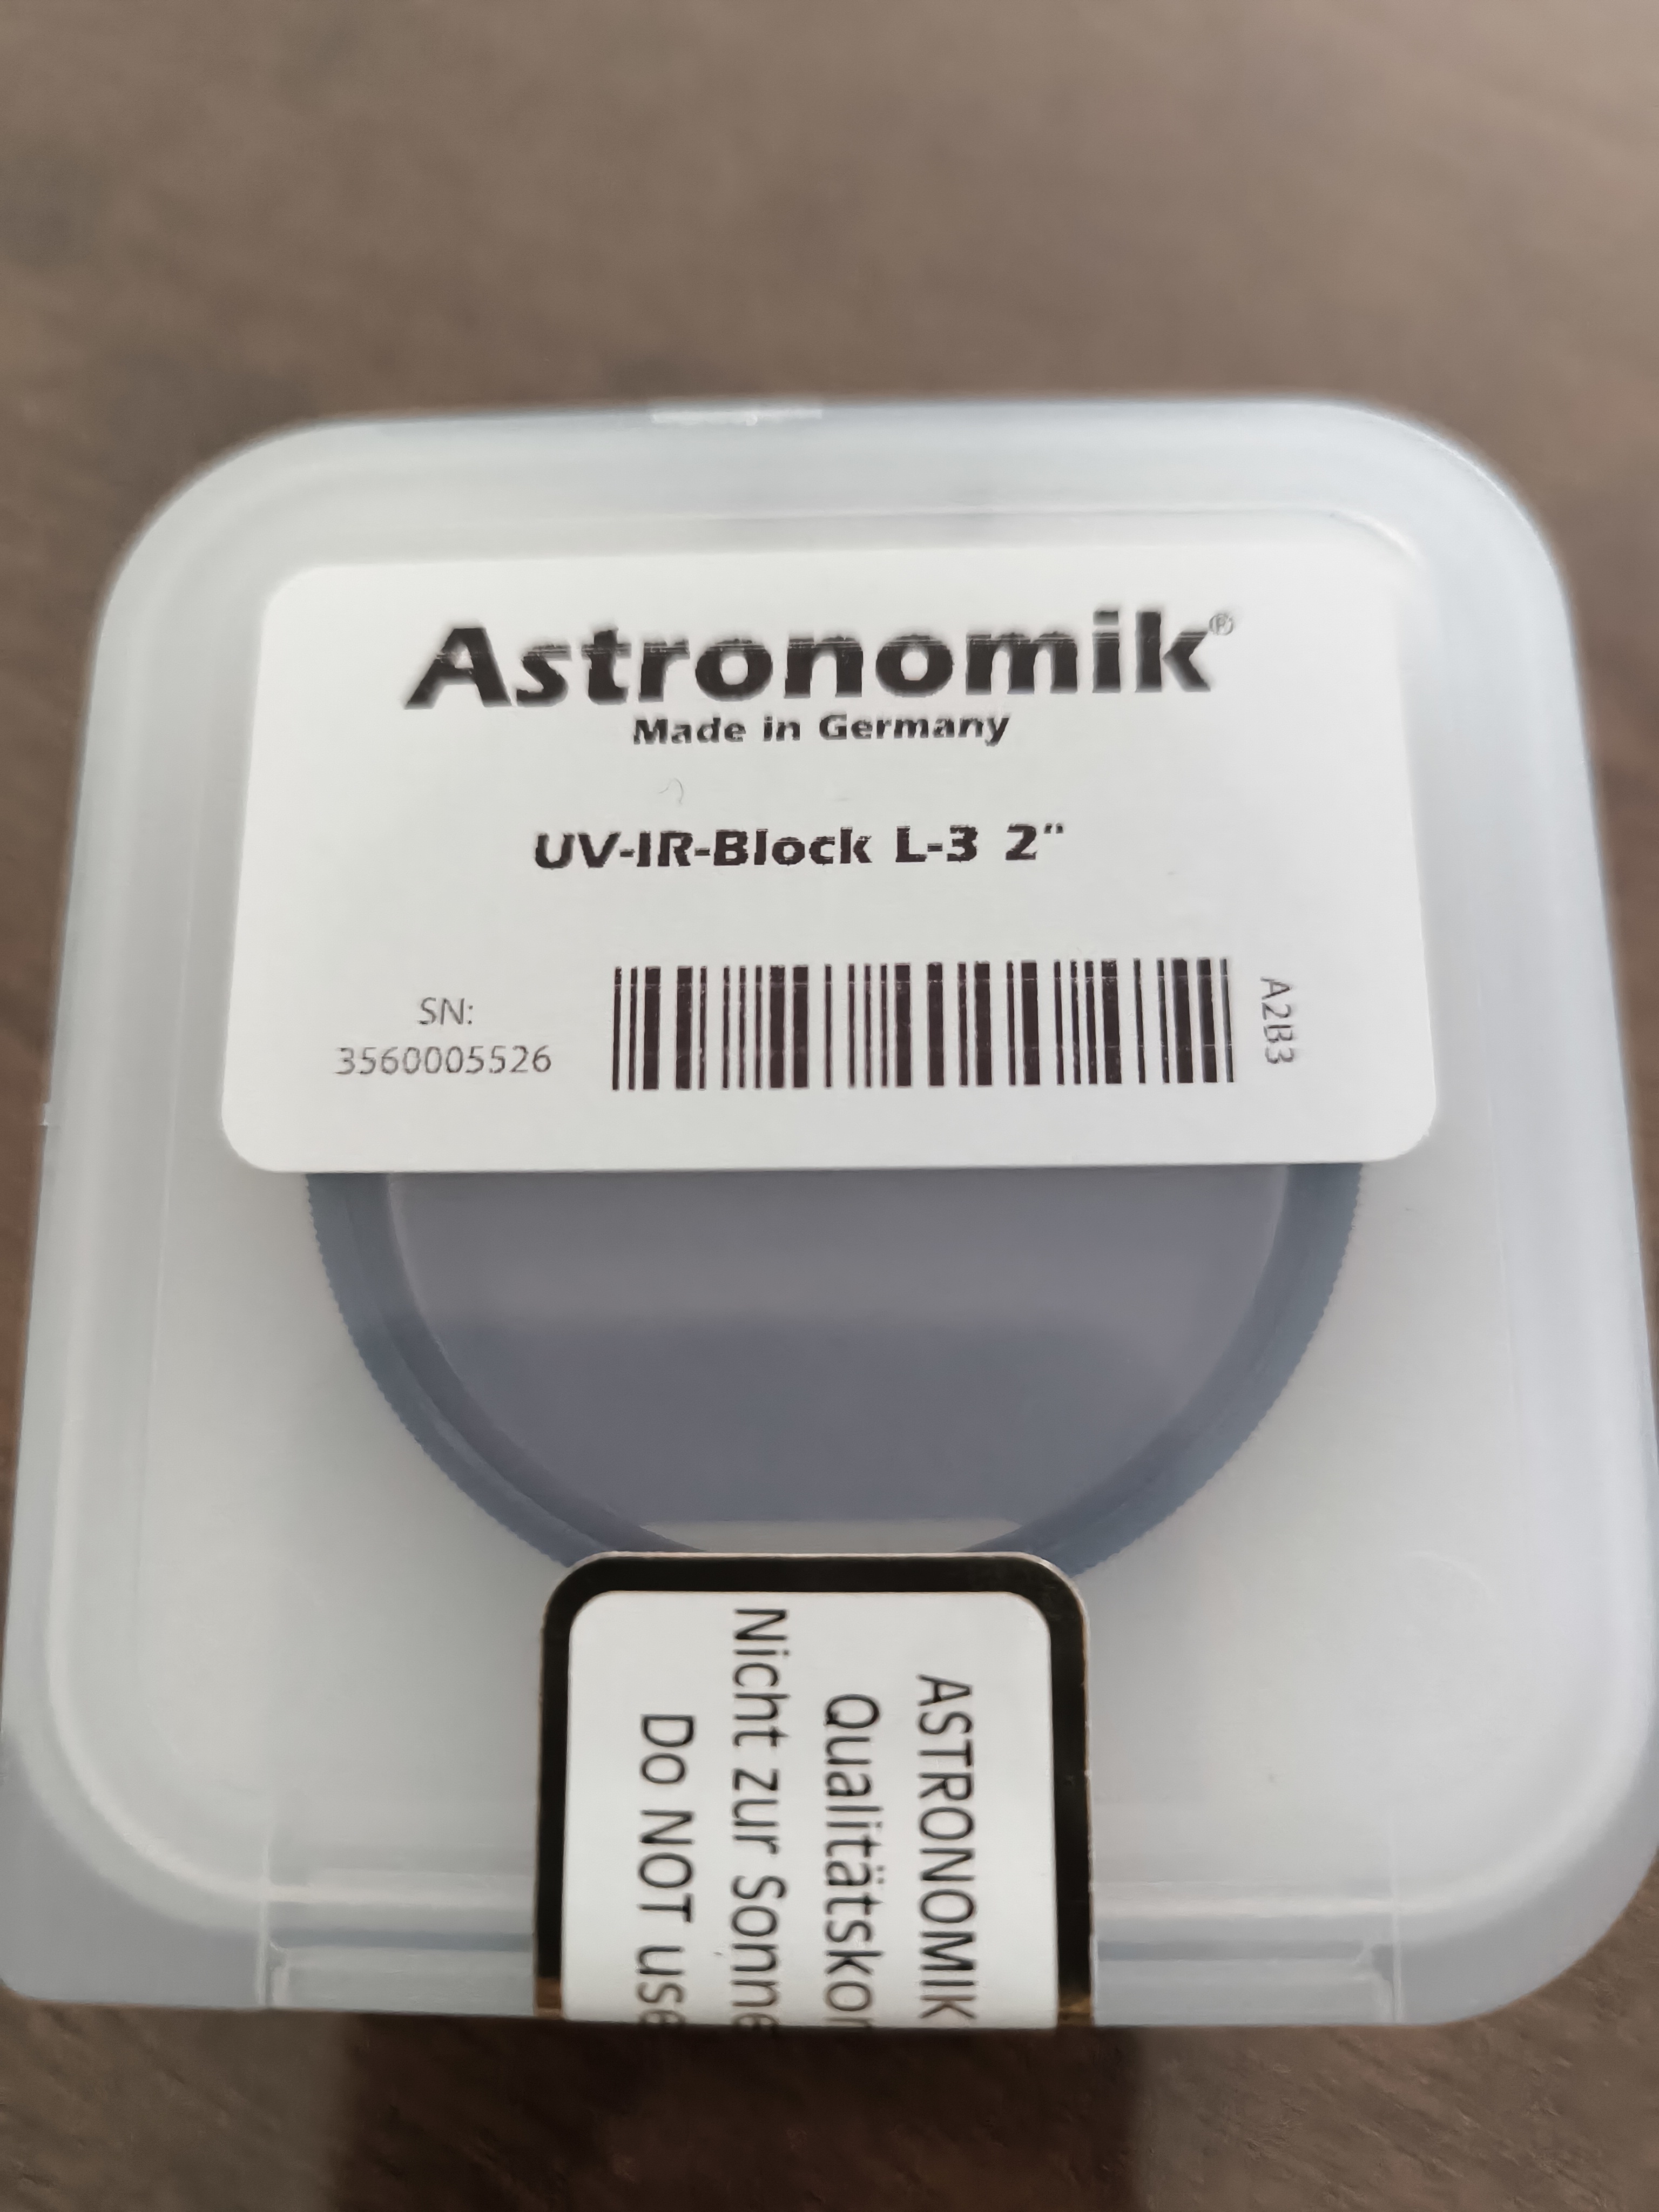 Astronomik®
Made in Germany
UV-IR-Block L-3 2"
SN:
3560005526
A2B3
ASTRONOMIK
Nicht zur Sonne
Do NOT use